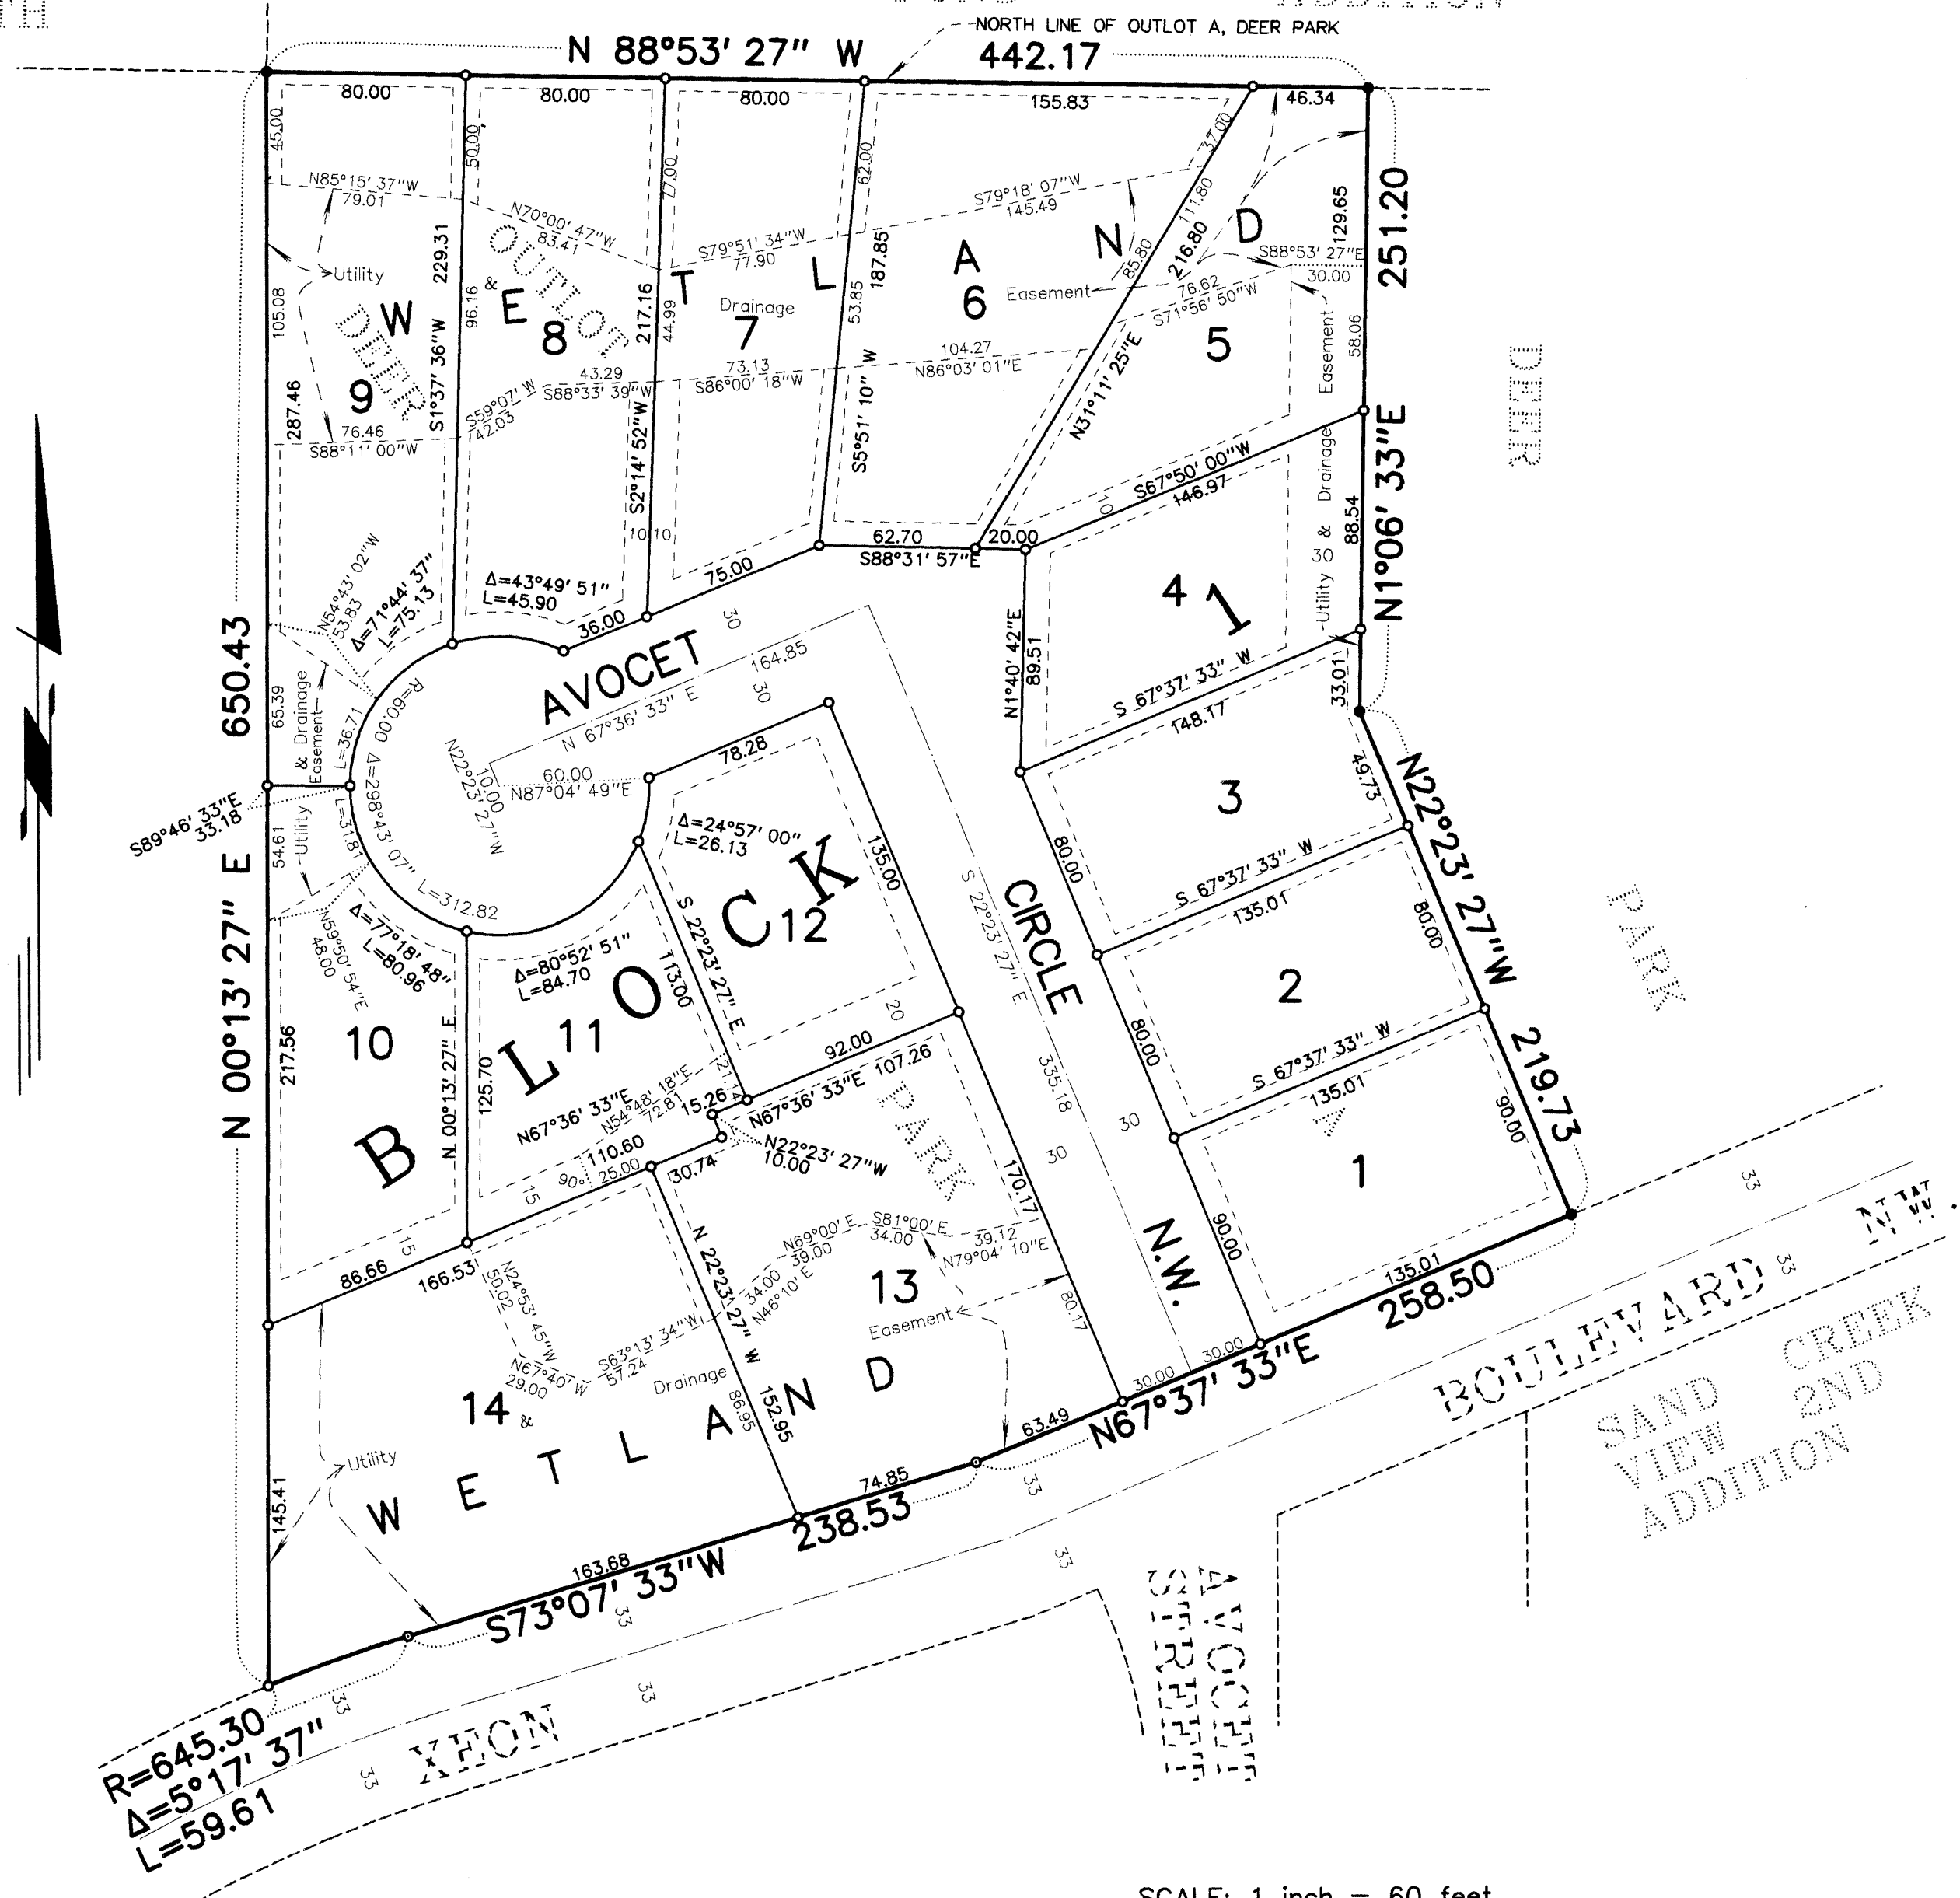 NORTH LINE OF OUTLOT A, DEER PARK
N 88°53' 27" W 442.17
80.00
80.00
80.00
155.83
46.34
45.00
50.00
77.00
62.00
37.00
N85°15' 37"W
79.01
N70°00' 47"W
83.41
S79°51' 34"W
77.90
S79°18' 07"W
145.49
111.80
216.80
85.80
129.65
251.20
S88°53' 27"E
30.00
76.62
S71°56' 50"W
58.06
Utility
&
Drainage
Easement
Easement
W E T L A N D
OUTLOT
DEER
DEER
PARK
105.08
229.31
96.16
217.16
44.99
53.85
187.85
287.46
S1°37' 36"W
9
8
7
6
5
76.46
S88°11' 00"W
S59°07' W
42.03
43.29
S88°33' 39"W
73.13
S86°00' 18"W
104.27
N86°03' 01"E
S2°14' 52"W
S5°51' 10" W
N31°11' 25"E
S67°50' 00"W
146.97
10
10 10
N1°06' 33"E
88.54
Utility & Drainage
30
62.70
20.00
S88°31' 57"E
75.00
36.00
Δ=43°49' 51"
L=45.90
Δ=71°44' 37"
L=75.13
N54°43' 02"W
53.83
N 00°13' 27" E 650.43
65.39
& Drainage
Easement
L=36.71
R=60.00 Δ=298°43' 07" L=312.82
AVOCET
30
30
164.85
N 67°36' 33" E
N22°23' 27"W
10.00
60.00
N87°04' 49"E
78.28
N1°40' 42"E
89.51
4
1
S 67°37' 33" W
148.17
33.01
49.73
N22°23' 27"W
219.73
3
80.00
S 67°37' 33" W
135.01
80.00
2
80.00
S 67°37' 33" W
135.01
90.00
A
1
90.00
135.01
258.50
S89°46' 33"E
33.18
54.61
Utility
L=31.81
N59°50' 54"E
48.00
Δ=77°18' 48"
L=80.96
Δ=80°52' 51"
L=84.70
Δ=24°57' 00"
L=26.13
S 22°23' 27" E
113.00
135.00
B L O C K
12
11
10
217.56
N 00°13' 27" E
125.70
20
92.00
CIRCLE
N.W.
S 22°23' 27" E
335.18
30
30
N67°36' 33"E
N54°48' 18"E
72.81
21.14
15.26
N67°36' 33"E 107.26
N22°23' 27"W
10.00
110.60
90° 25.00
30.74
15
15
86.66
166.53
PARK
170.17
80.17
N24°53' 45"W
50.02
N67°40' W
29.00
S63°13' 34"W
57.24
N 22°23' 27" W
34.00
N46°10' E
N69°00' E
39.00
S81°00' E
34.00
39.12
N79°04' 10"E
13
Easement
Drainage
86.95
152.95
14
&
Utility
W E T L A N D
145.41
163.68
74.85
63.49
30.00
30.00
N67°37' 33"E
S73°07' 33"W 238.53
33
33
33
33
33
33
33
33
XEON
BOULEVARD
NW.
AVOCET
STREET
SAND CREEK
VIEW 2ND
ADDITION
R=645.30
Δ=5°17' 37"
L=59.61
SCALE: 1 inch = 60 feet